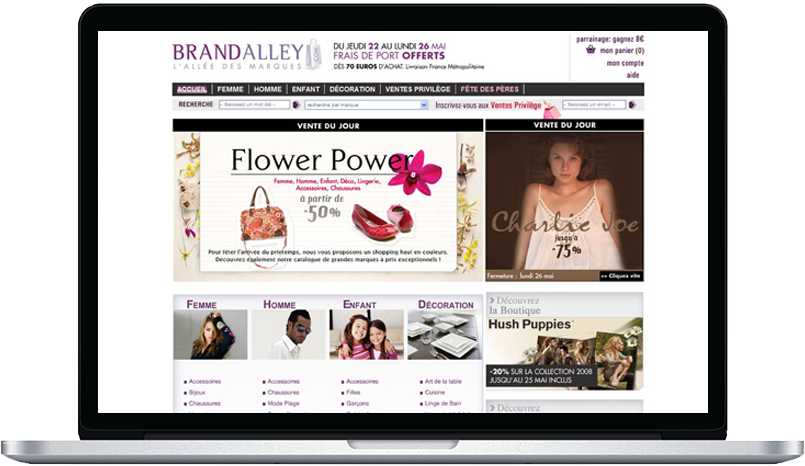 BRANDALLEY
L'ALLÉE DES MARQUES
DU JEUDI 22 AU LUNDI 26 MAI
FRAIS DE PORT OFFERTS
DÈS 70 EUROS D'ACHAT. Livraison France Métropolitaine
parrainage: gagnez 8€
mon panier (0)
mon compte
aide
ACCUEIL FEMME HOMME ENFANT DÉCORATION VENTES PRIVILÈGE FÊTE DES PÈRES
RECHERCHE - Saisissez un mot clé - recherche par marque Inscrivez-vous aux Ventes Privilège - Saisissez un email -
VENTE DU JOUR
Flower Power
Femme, Homme, Enfant, Déco, Lingerie,
Accessoires, Chaussures
à partir de
-50%
Pour fêter l'arrivée du printemps, nous vous proposons un shopping haut en couleurs.
Découvrez également notre catalogue de grandes marques à prix exceptionnels !
VENTE DU JOUR
Charlie Joe
jusqu'à
-75%
Fermeture : lundi 26 mai
Cliquez vite
FEMME
Accessoires
Bijoux
Chaussures
HOMME
Accessoires
Chaussures
Mode Plage
ENFANT
Accessoires
Filles
Garçons
DÉCORATION
Art de la table
Cuisine
Linge de Bain
Découvrez
la Boutique
Hush Puppies
-20% SUR LA COLLECTION 2008
JUSQU'AU 25 MAI INCLUS
Découvrez